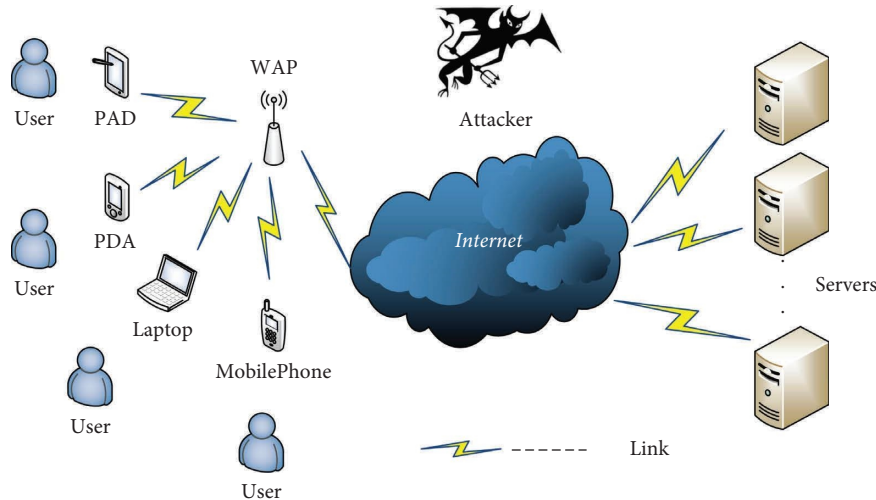 WAP
Attacker
User
PAD
Internet
User
PDA
Servers
Laptop
MobilePhone
User
Link
User